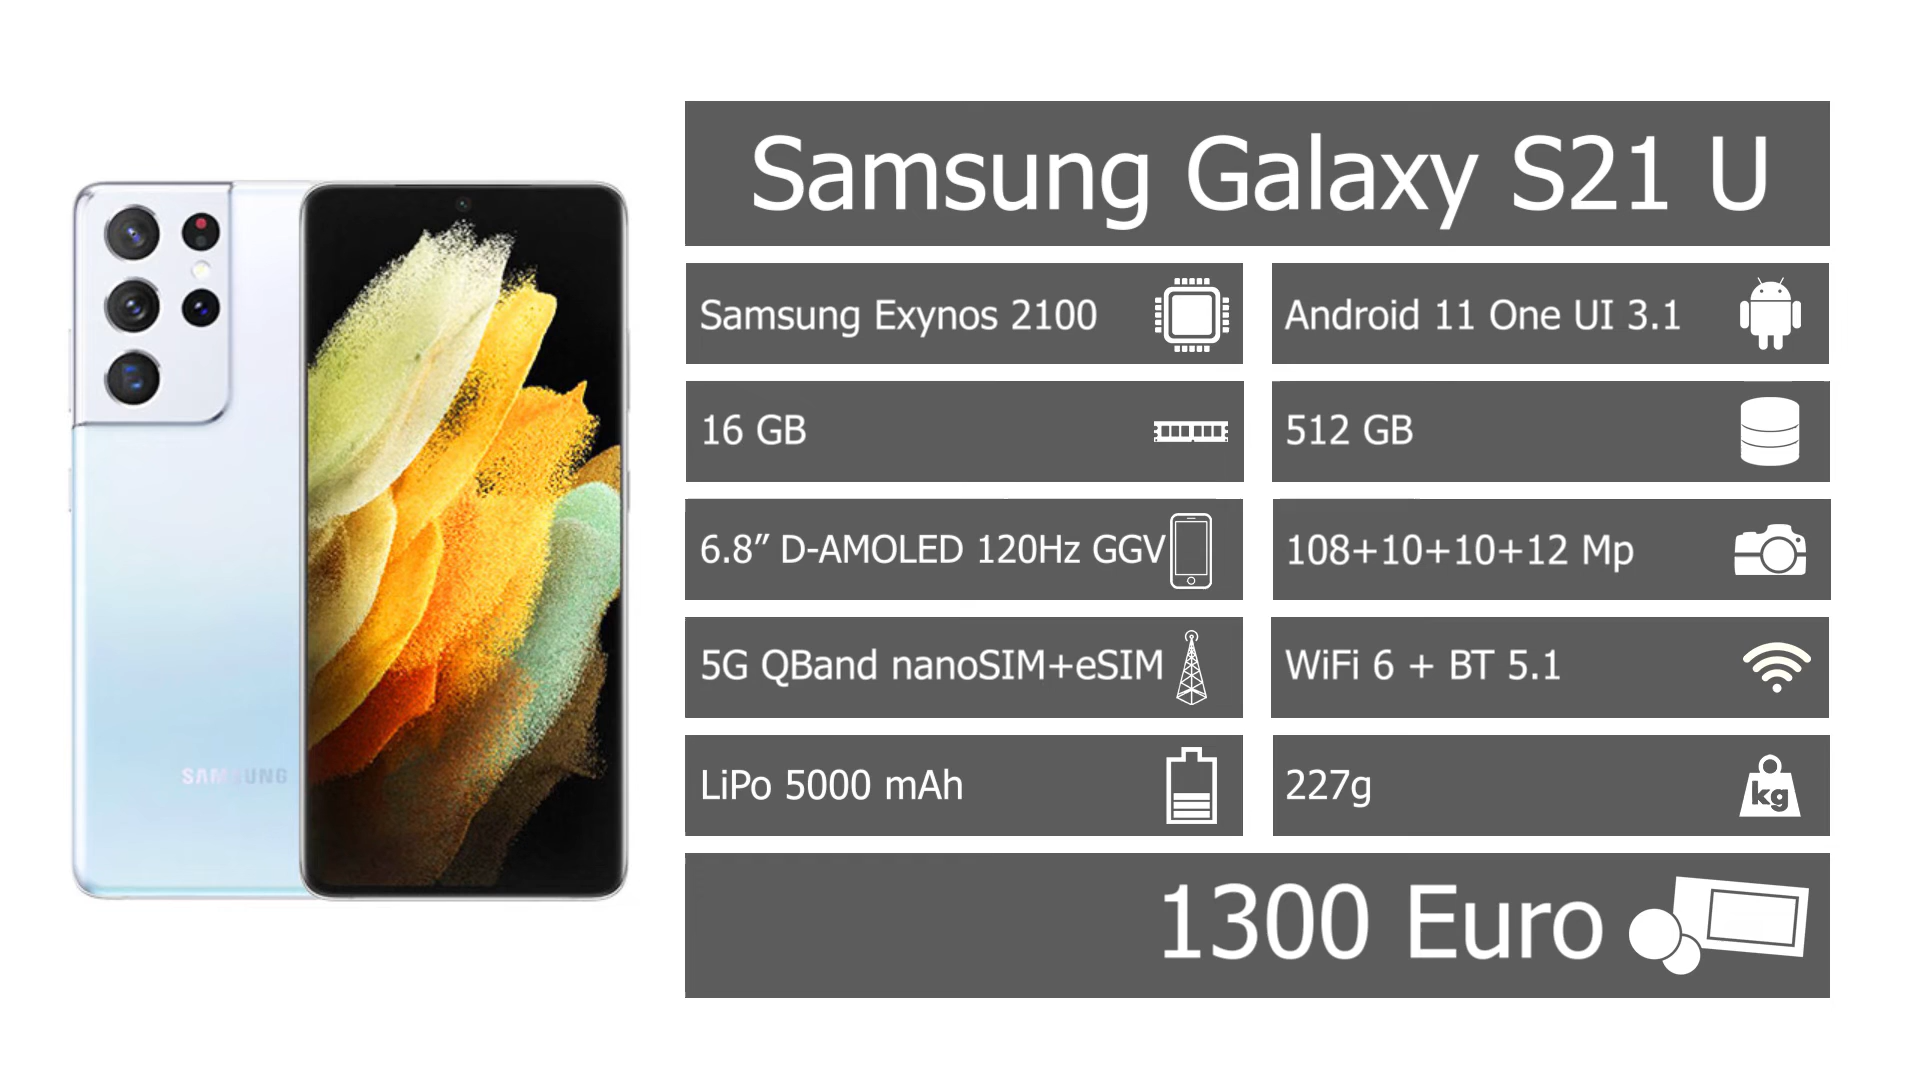 Samsung Galaxy S21 U
Samsung Exynos 2100
Android 11 One UI 3.1
16 GB
512 GB
6.8” D-AMOLED 120Hz GGV
108+10+10+12 Mp
5G QBand nanoSIM+eSIM
WiFi 6 + BT 5.1
LiPo 5000 mAh
227g
kg
1300 Euro
SAMSUNG